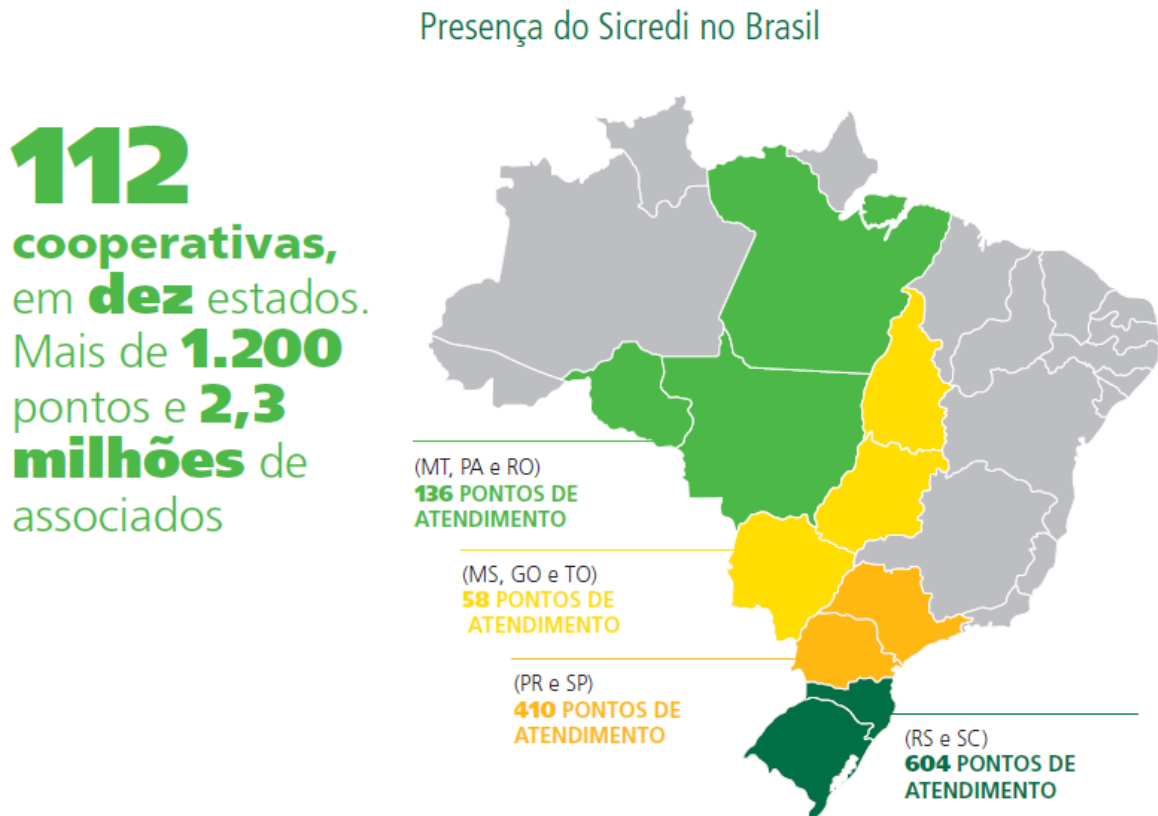 Presença do Sicredi no Brasil
112
cooperativas,
em dez estados.
Mais de 1.200
pontos e 2,3
milhões de
associados
(MT, PA e RO)
136 PONTOS DE
ATENDIMENTO
(MS, GO e TO)
58 PONTOS DE
ATENDIMENTO
(PR e SP)
410 PONTOS DE
ATENDIMENTO
(RS e SC)
604 PONTOS DE
ATENDIMENTO